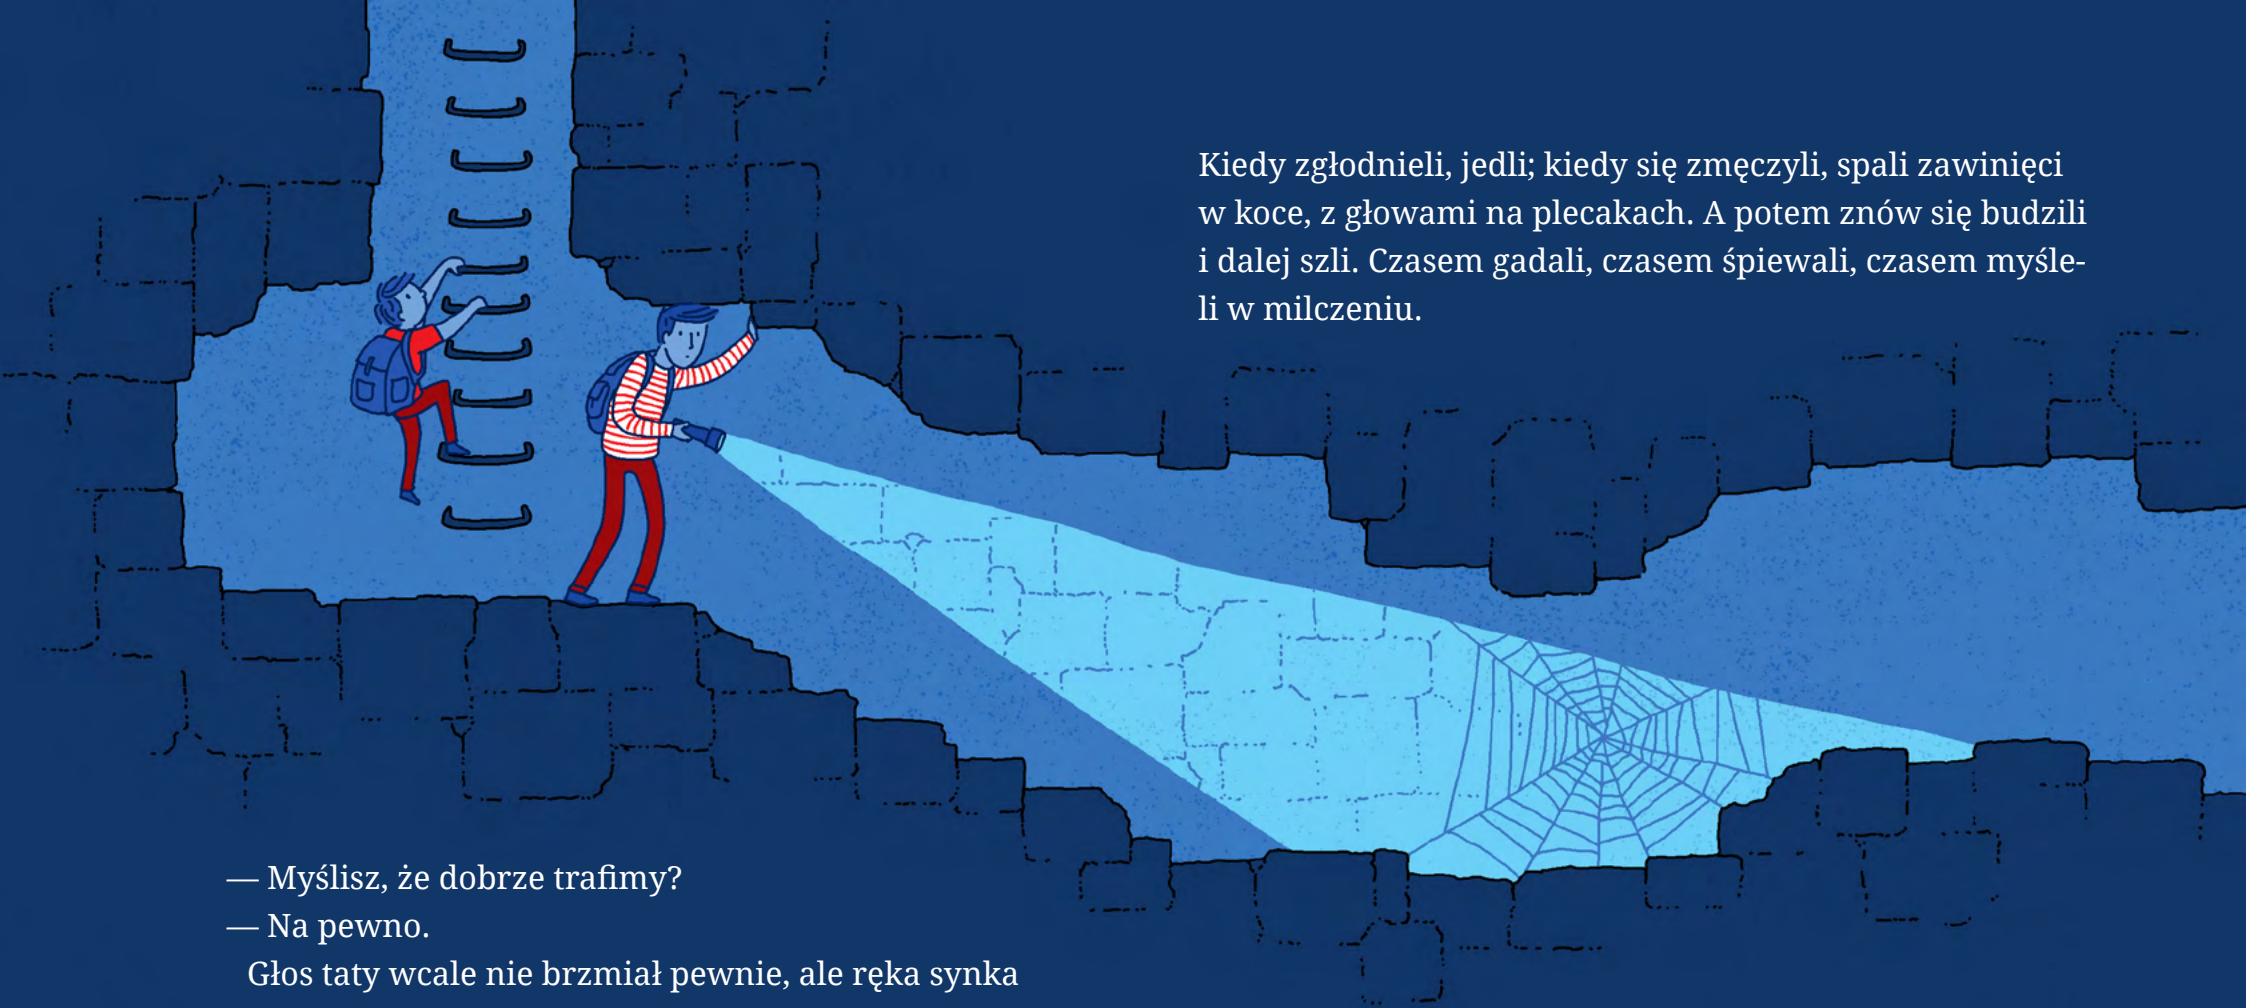 Kiedy zgłodnieli, jedli; kiedy się zmęczyli, spali zawinięci
w koce, z głowami na plecakach. A potem znów się budzili
i dalej szli. Czasem gadali, czasem śpiewali, czasem myśle-
li w milczeniu.
— Myślisz, że dobrze trafimy?
— Na pewno.
Głos taty wcale nie brzmiał pewnie, ale ręka synka